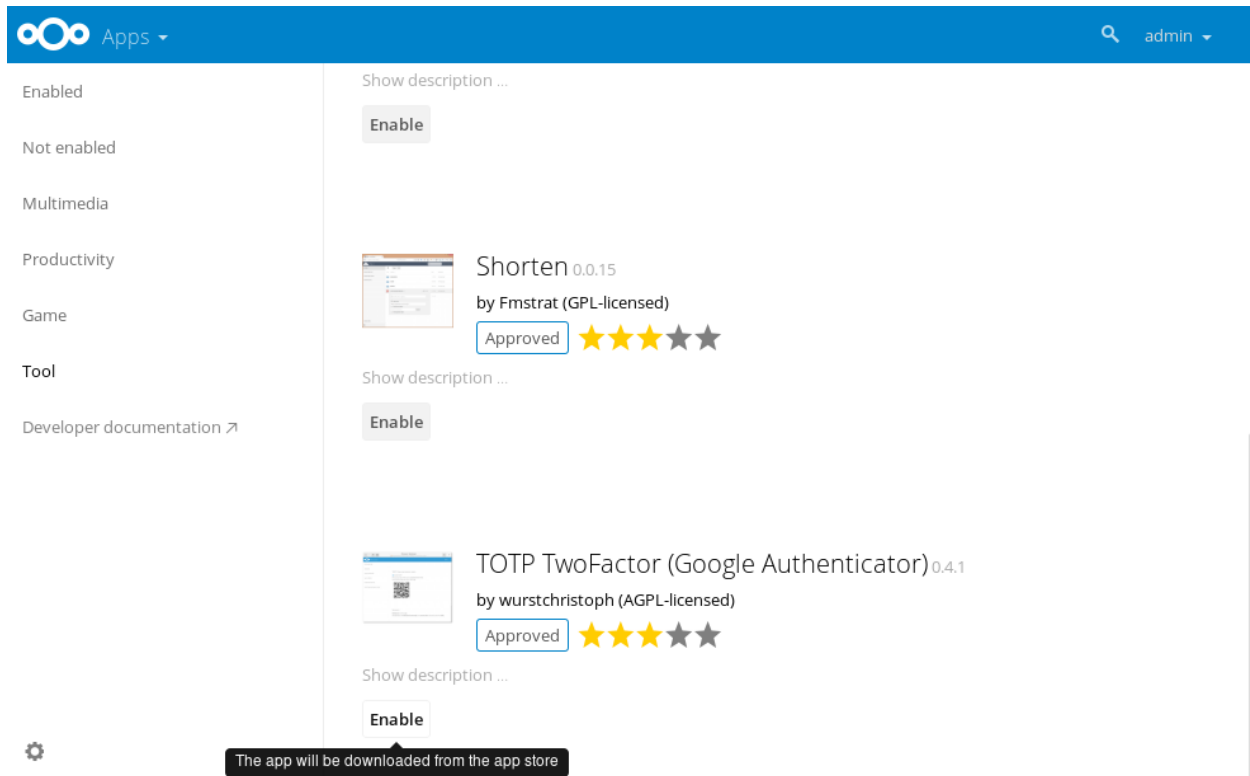 Apps
admin
Enabled
Not enabled
Multimedia
Productivity
Game
Tool
Developer documentation ↗
Show description ...
Enable
Shorten 0.0.15
by Fmstrat (GPL-licensed)
Approved
Show description ...
Enable
TOTP TwoFactor (Google Authenticator) 0.4.1
by wurstchristoph (AGPL-licensed)
Approved
Show description ...
Enable
The app will be downloaded from the app store